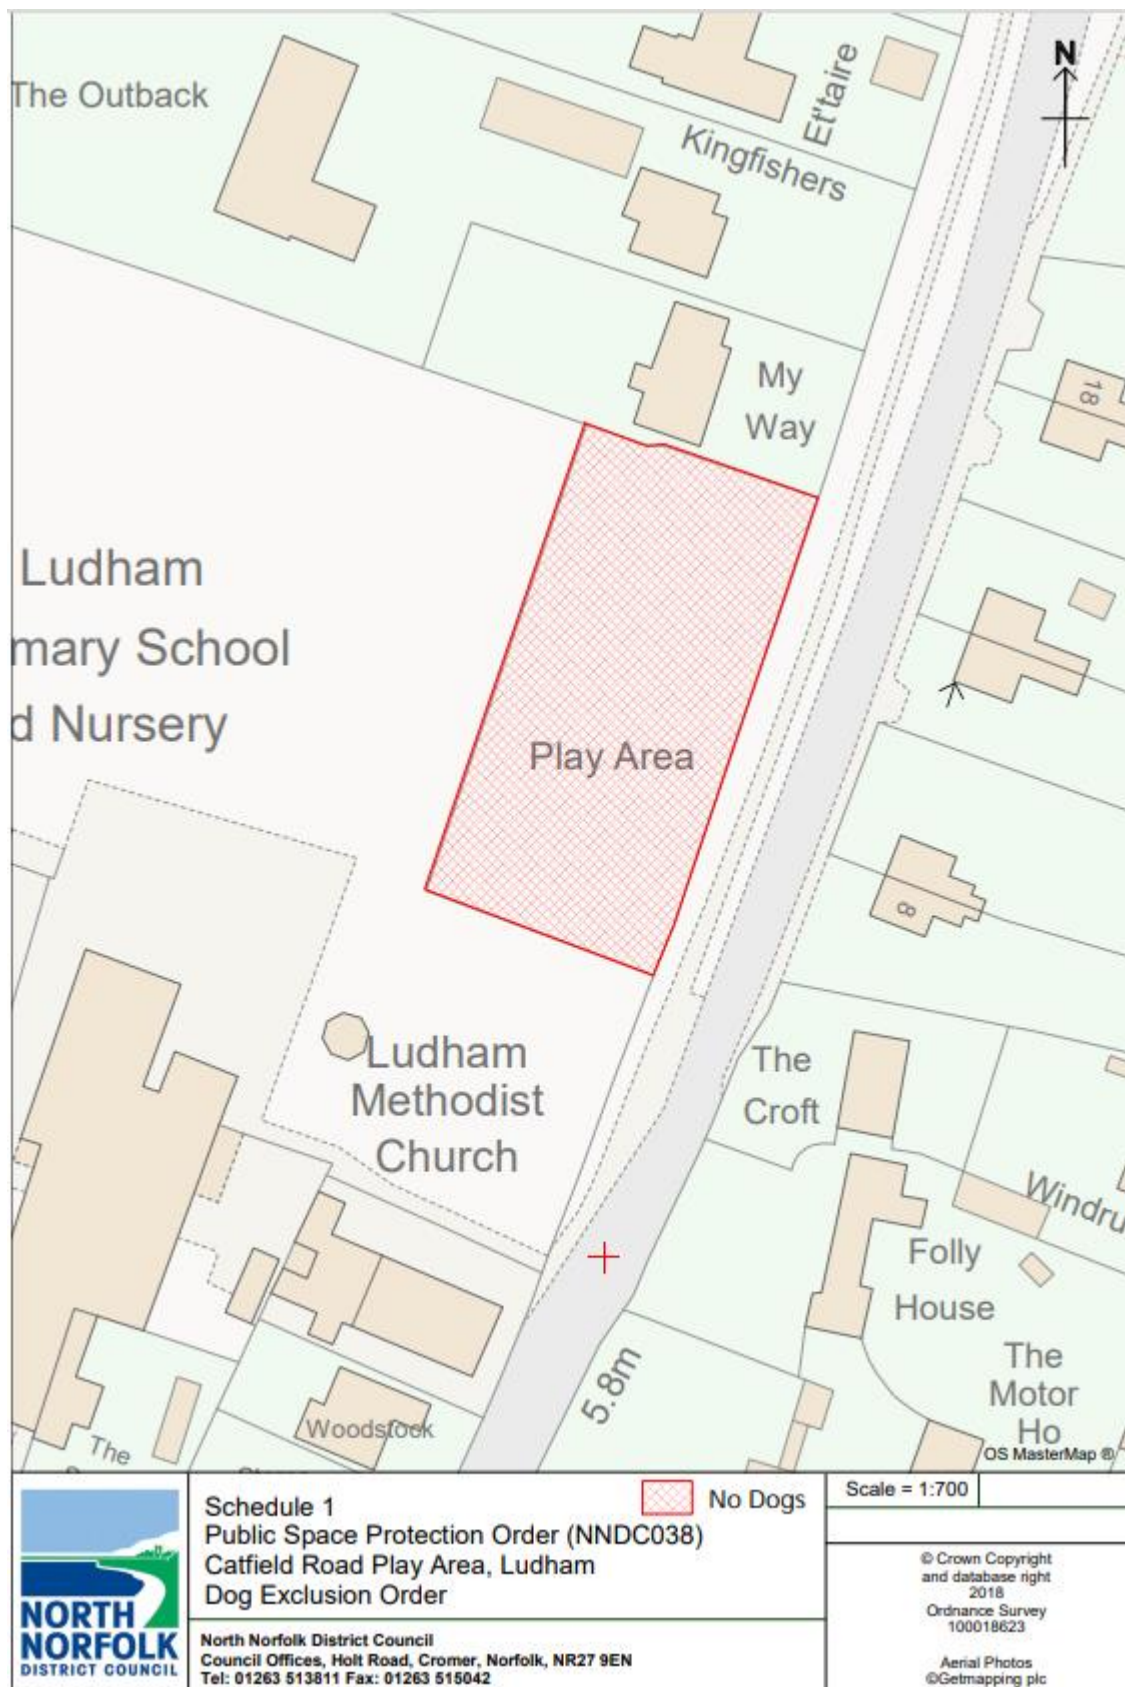 The Outback
Et'taire
N
Kingfishers
My
Way
18
Ludham
mary School
d Nursery
Play Area
8
Ludham
Methodist
Church
The
Croft
Windru
Folly
House
The
Motor
Ho
5.8m
Woodstock
The
OS MasterMap ®
NORTH
NORFOLK
DISTRICT COUNCIL
Schedule 1
Public Space Protection Order (NNDC038)
Catfield Road Play Area, Ludham
Dog Exclusion Order
No Dogs
North Norfolk District Council
Council Offices, Holt Road, Cromer, Norfolk, NR27 9EN
Tel: 01263 513811 Fax: 01263 515042
Scale = 1:700
© Crown Copyright
and database right
2018
Ordnance Survey
100018623
Aerial Photos
©Getmapping plc